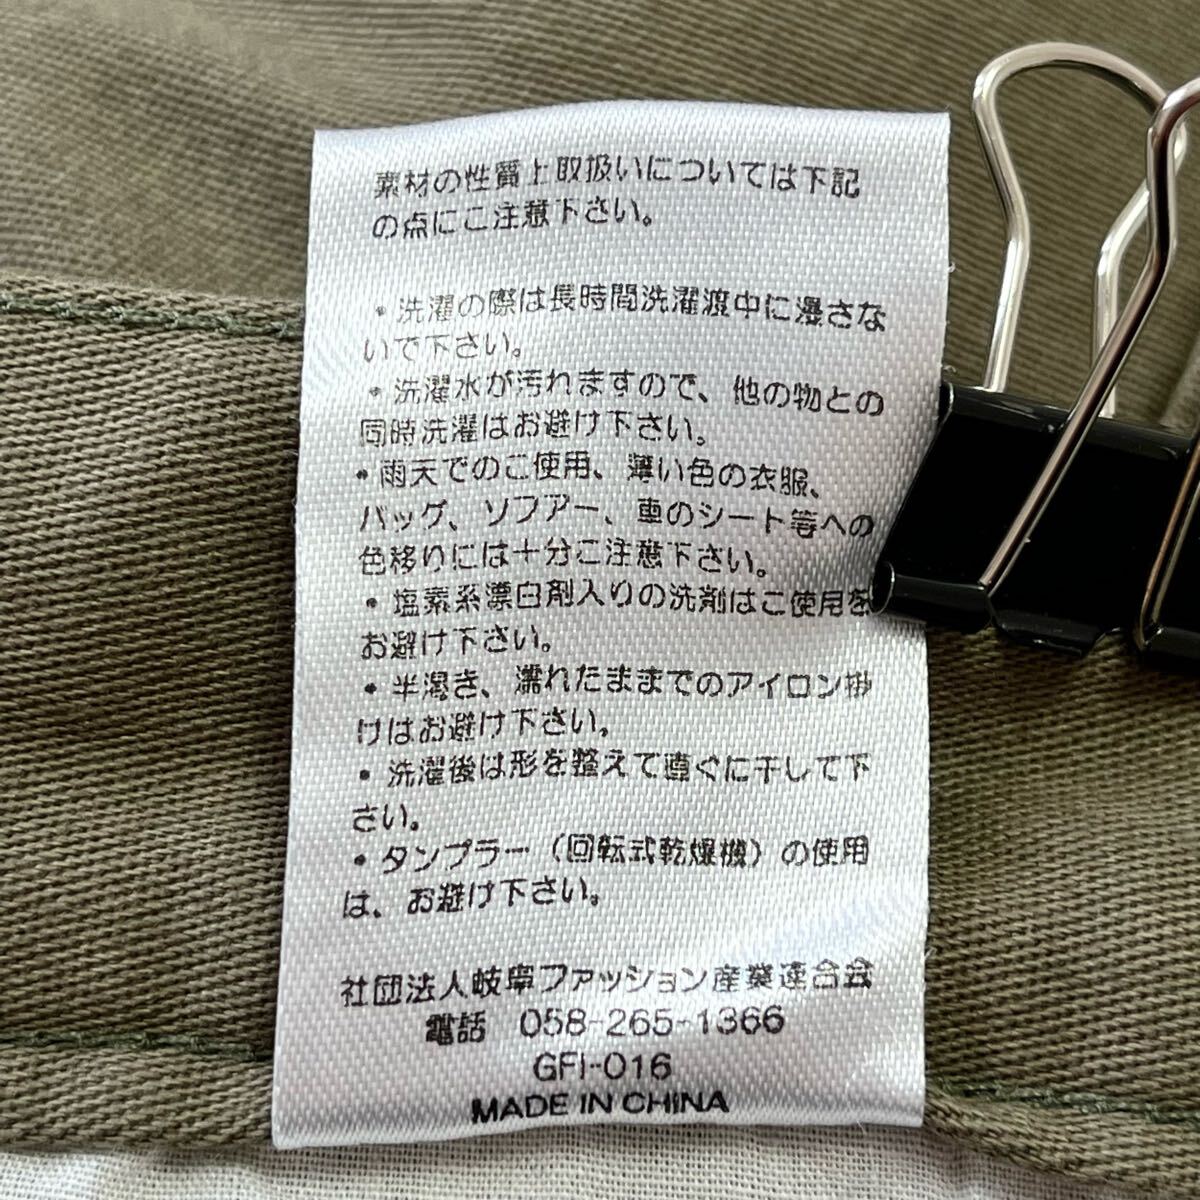 素材の性質上取扱いについては下記
の点にご注意下さい。
・洗濯の際は長時間洗濯渡中に浸さな
いで下さい。
・洗濯水が汚れますので、他の物との
同時洗濯はお避け下さい。
・雨天でのご使用、薄い色の衣服、
バッグ、ソファー、車のシート等への
色移りには十分ご注意下さい。
・塩素系漂白剤入りの洗剤はご使用を
お避け下さい。
・半渇き、濡れたままでのアイロン掛
けはお避け下さい。
・洗濯後は形を整えて直ぐに干して下
さい。
・タンブラー（回転式乾燥機）の使用
は、お避け下さい。
社団法人岐阜ファッション産業連合会
電話 058-265-1366
GFI-016
MADE IN CHINA